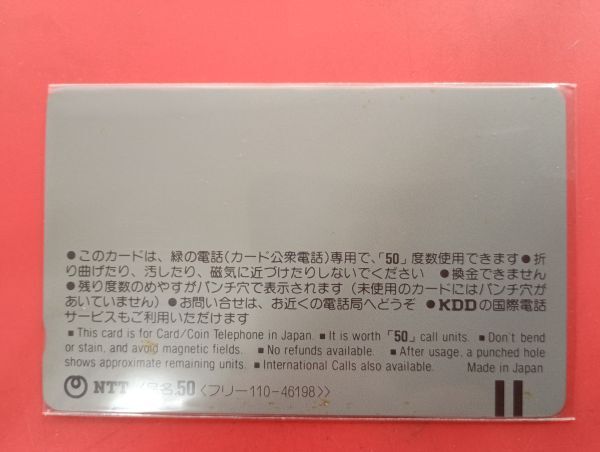 ●このカードは、緑の電話(カード公衆電話)専用で、「50」度数使用できます●折
り曲げたり、汚したり、磁気に近づけたりしないでください ●換金できません
●残り度数のめやすがパンチ穴で表示されます(未使用のカードにはパンチ穴が
あいていません)●お問い合せは、お近くの電話局へどうぞ ●KDDの国際電話
サービスもご利用いただけます
■ This card is for Card/Coin Telephone in Japan. ■ It is worth 「50」 call units. ■ Don't bend
or stain, and avoid magnetic fields. ■ No refunds available. ■ After usage, a punched hole
shows approximate remaining units. ■ International Calls also available. Made in Japan
NTT 50〈フリー110-46198》